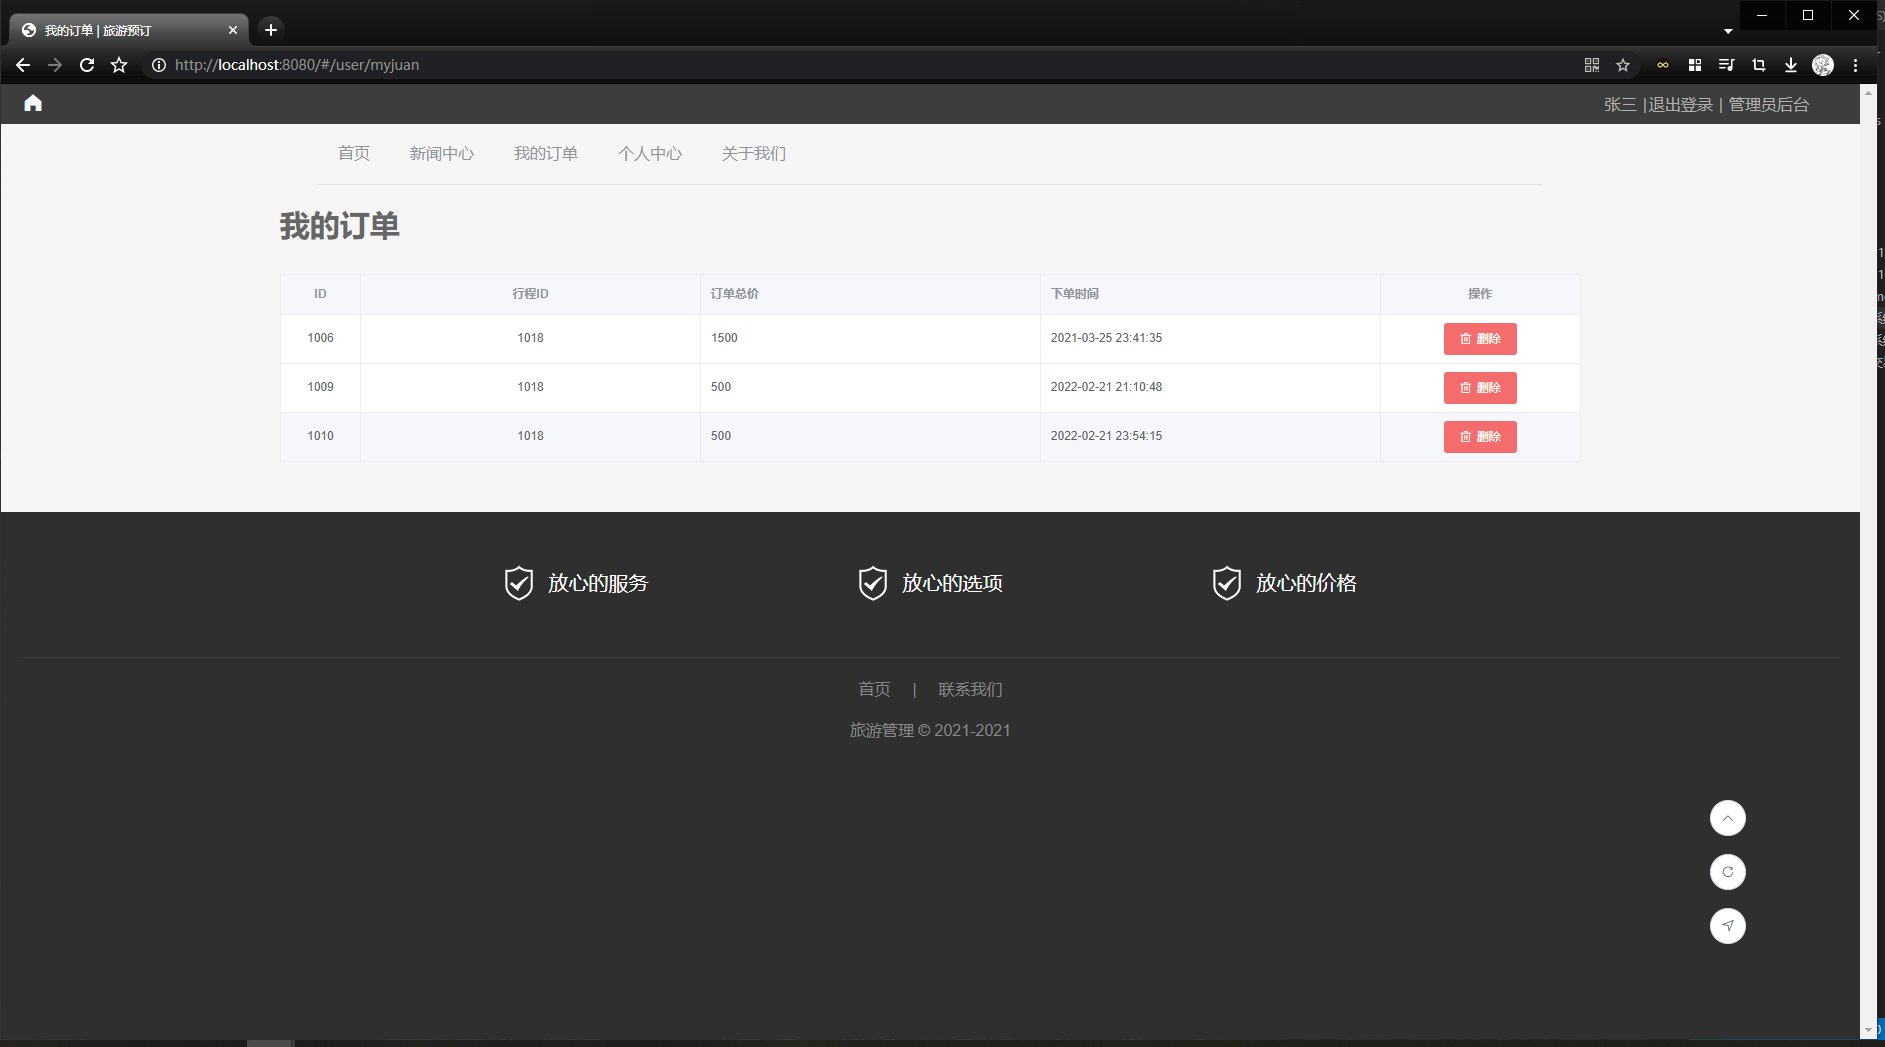 我的订单 | 旅游预订
http://localhost:8080/#/user/myjuan
张三 |退出登录 | 管理员后台
首页 新闻中心 我的订单 个人中心 关于我们
我的订单
ID 行程ID 订单总价 下单时间 操作
1006 1018 1500 2021-03-25 23:41:35 删除
1009 1018 500 2022-02-21 21:10:48 删除
1010 1018 500 2022-02-21 23:54:15 删除
放心的服务 放心的选项 放心的价格
首页 | 联系我们
旅游管理 © 2021-2021